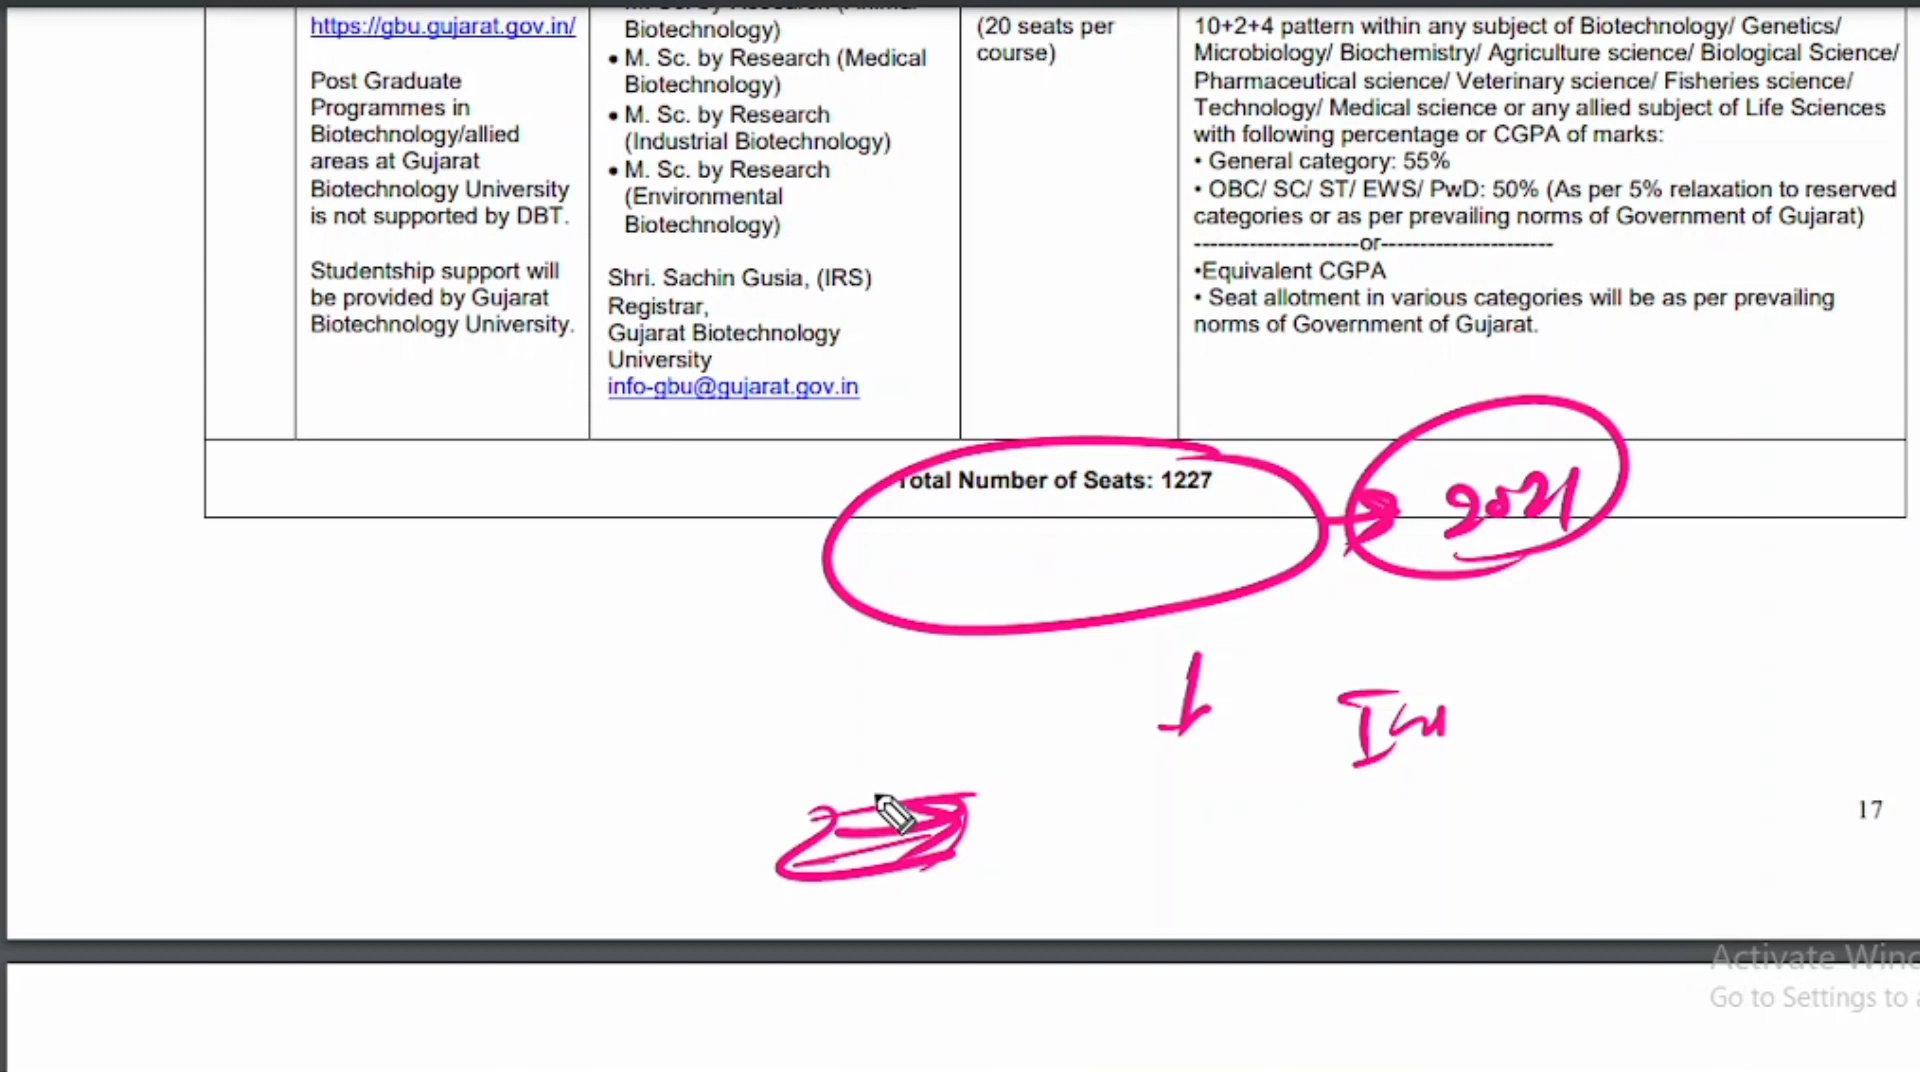 https://gbu.gujarat.gov.in/
Post Graduate
Programmes in
Biotechnology/allied
areas at Gujarat
Biotechnology University
is not supported by DBT.
Studentship support will
be provided by Gujarat
Biotechnology University.
Biotechnology)
• M. Sc. by Research (Medical
Biotechnology)
• M. Sc. by Research
(Industrial Biotechnology)
• M. Sc. by Research
(Environmental
Biotechnology)
Shri. Sachin Gusia, (IRS)
Registrar,
Gujarat Biotechnology
University
info-gbu@gujarat.gov.in
(20 seats per
course)
10+2+4 pattern within any subject of Biotechnology/ Genetics/
Microbiology/ Biochemistry/ Agriculture science/ Biological Science/
Pharmaceutical science/ Veterinary science/ Fisheries science/
Technology/ Medical science or any allied subject of Life Sciences
with following percentage or CGPA of marks:
• General category: 55%
• OBC/ SC/ ST/ EWS/ PwD: 50% (As per 5% relaxation to reserved
categories or as per prevailing norms of Government of Gujarat)
----------------------or-----------------------
•Equivalent CGPA
• Seat allotment in various categories will be as per prevailing
norms of Government of Gujarat.
Total Number of Seats: 1227
2021
17
Activate Wind
Go to Settings to a